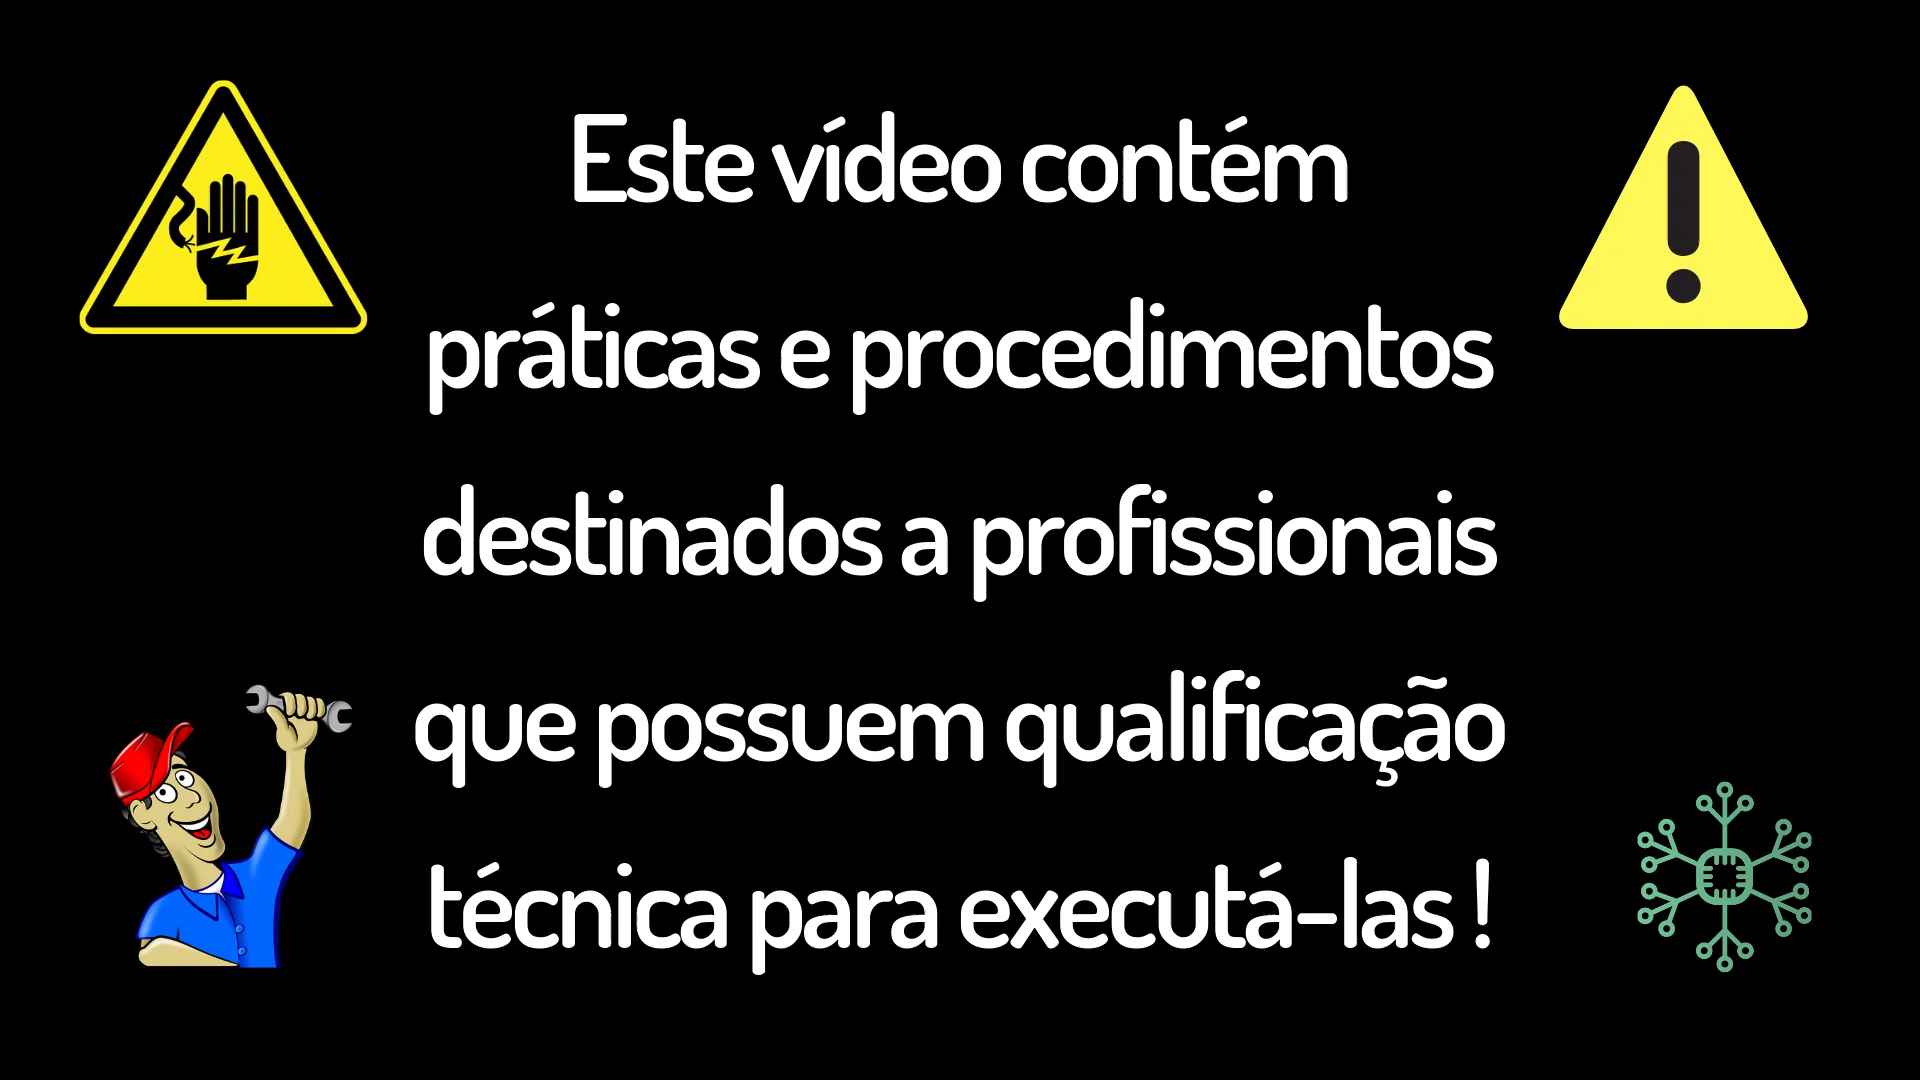 Este vídeo contém
práticas e procedimentos
destinados a profissionais
que possuem qualificação
técnica para executá-las !